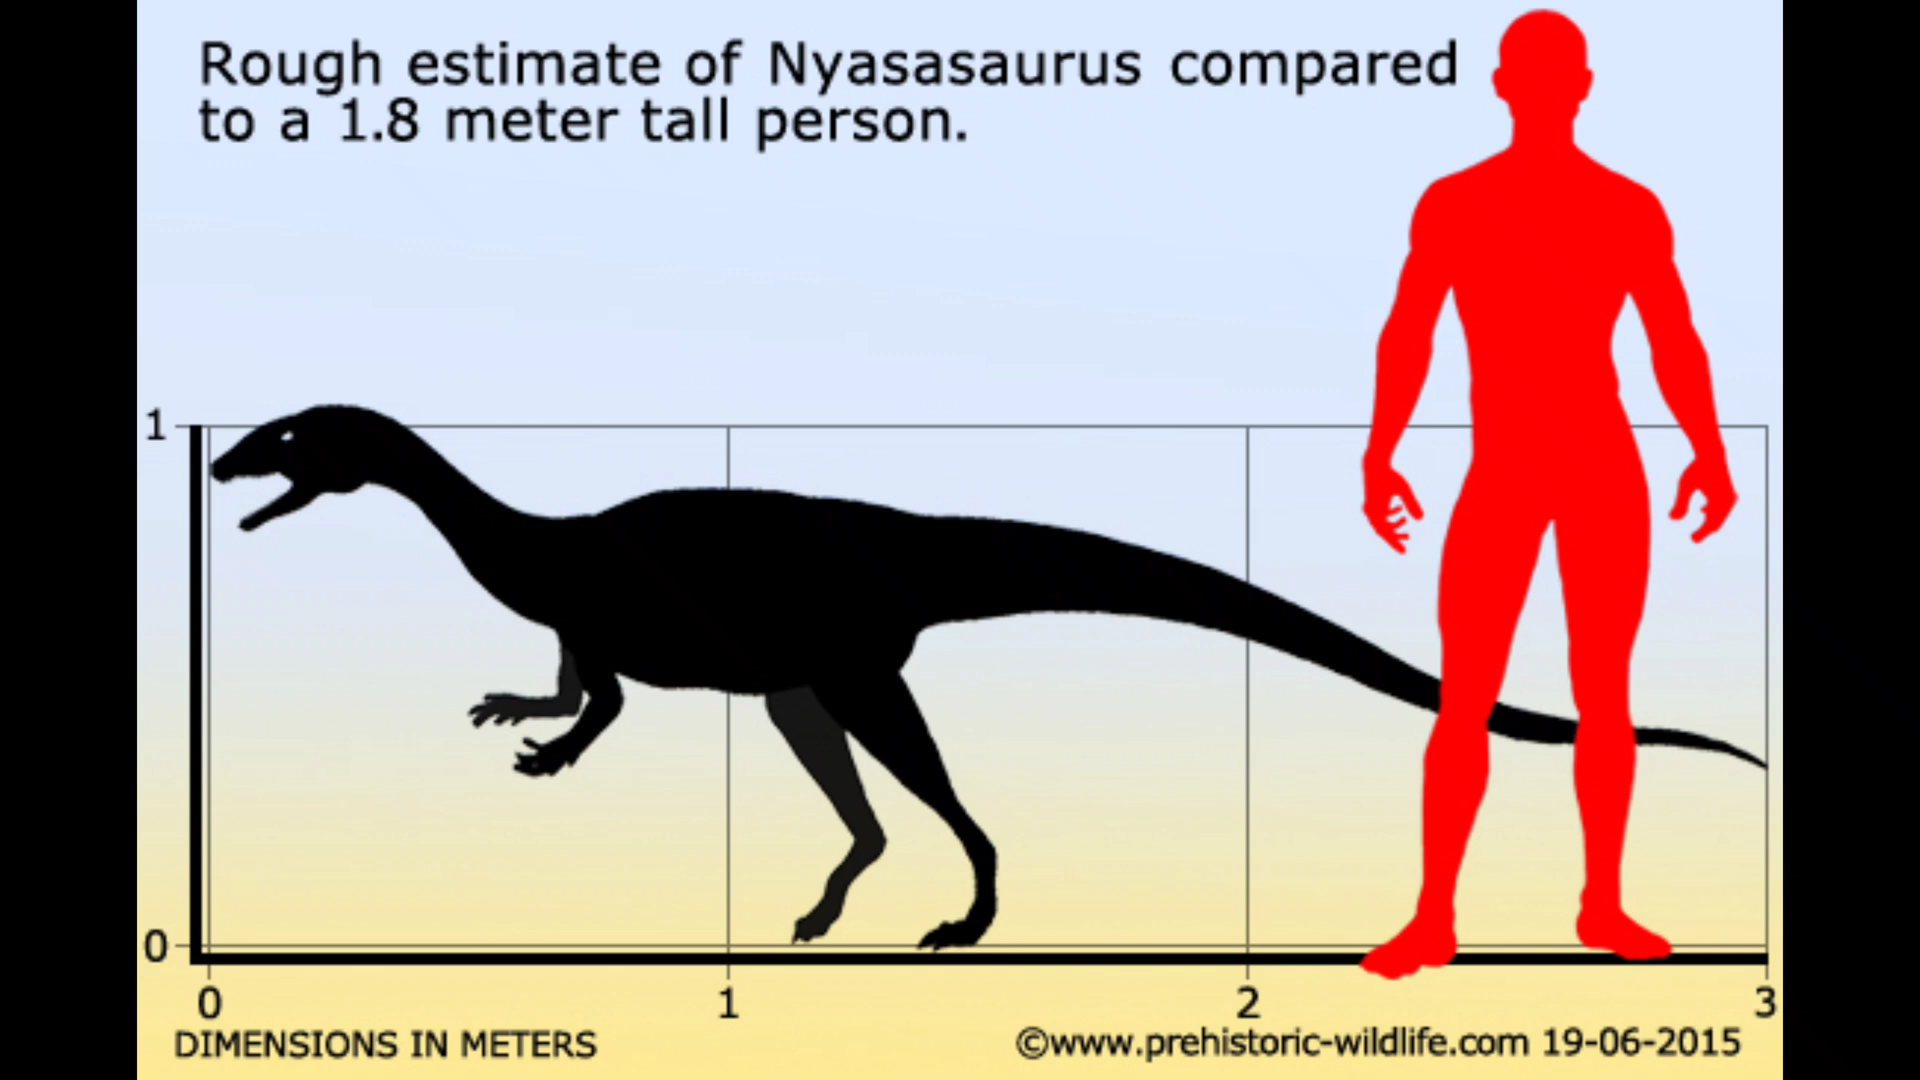 Rough estimate of Nyasasaurus compared
to a 1.8 meter tall person.
1
0
0 1 2 3
DIMENSIONS IN METERS ©www.prehistoric-wildlife.com 19-06-2015